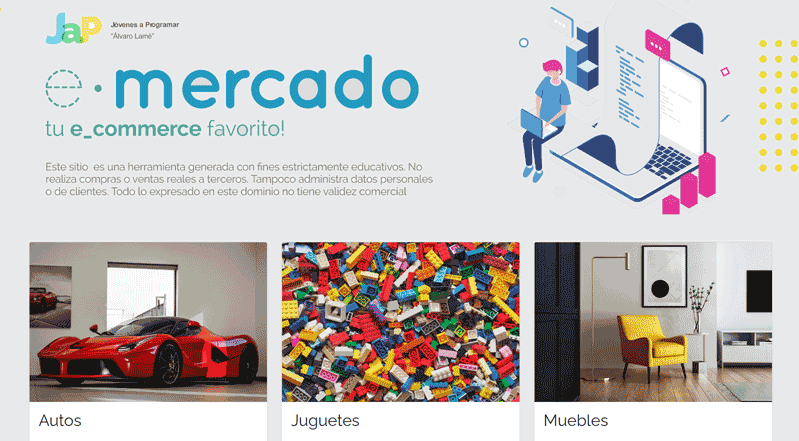 JaP
Jóvenes a Programar
"Álvaro Lamé"
e·mercado
tu e_commerce favorito!
Este sitio es una herramienta generada con fines estrictamente educativos. No
realiza compras o ventas reales a terceros. Tampoco administra datos personales
o de clientes. Todo lo expresado en este dominio no tiene validez comercial
Autos
Juguetes
Muebles